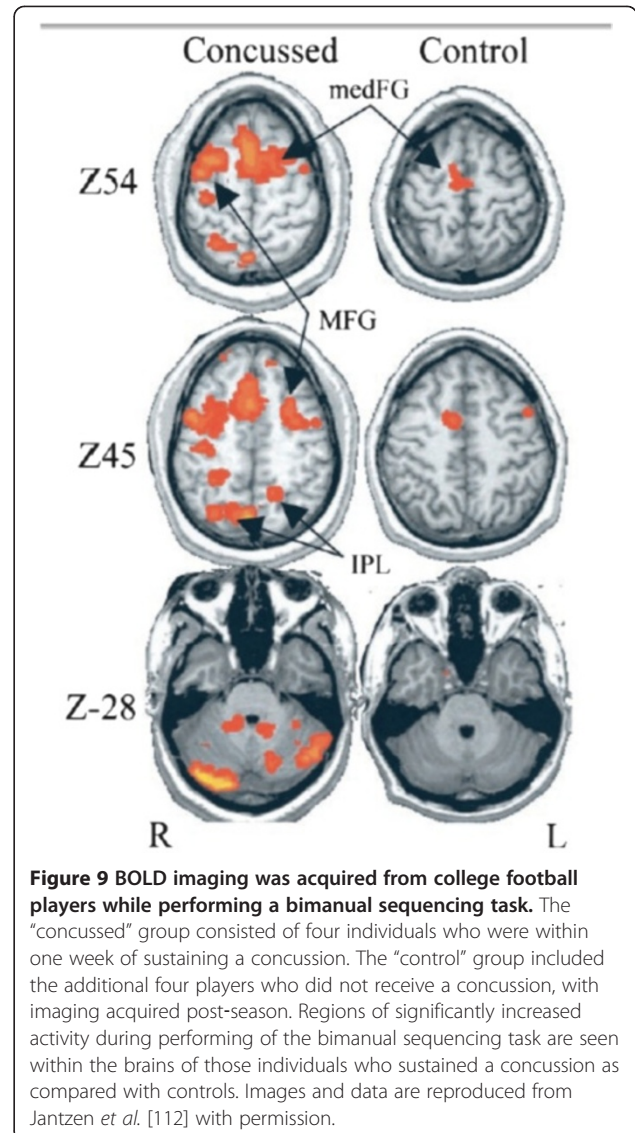 Concussed Control
medFG
Z54
MFG
Z45
IPL
Z-28
R L
Figure 9 BOLD imaging was acquired from college football
players while performing a bimanual sequencing task. The
“concussed” group consisted of four individuals who were within
one week of sustaining a concussion. The “control” group included
the additional four players who did not receive a concussion, with
imaging acquired post-season. Regions of significantly increased
activity during performing of the bimanual sequencing task are seen
within the brains of those individuals who sustained a concussion as
compared with controls. Images and data are reproduced from
Jantzen et al. [112] with permission.